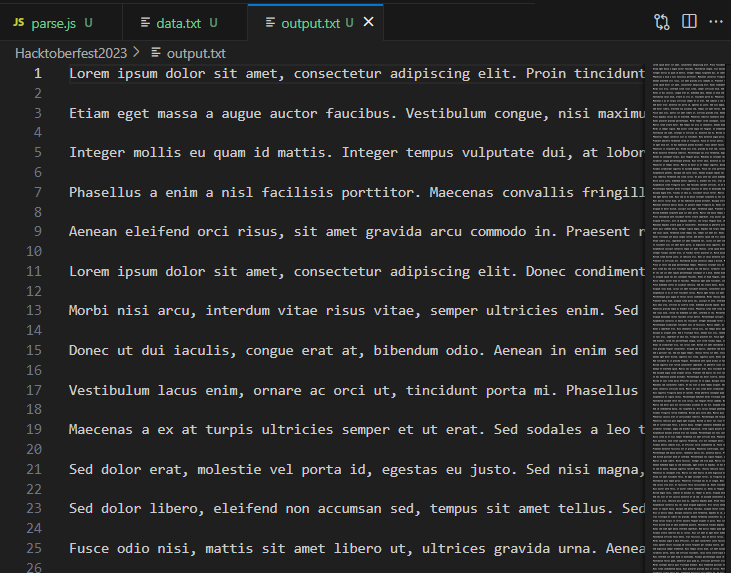 JS parse.js U data.txt U output.txt U
Hacktoberfest2023 > output.txt
1 Lorem ipsum dolor sit amet, consectetur adipiscing elit. Proin tincidunt
2
3 Etiam eget massa a augue auctor faucibus. Vestibulum congue, nisi maximu
4
5 Integer mollis eu quam id mattis. Integer tempus vulputate dui, at lobor
6
7 Phasellus a enim a nisl facilisis porttitor. Maecenas convallis fringill
8
9 Aenean eleifend orci risus, sit amet gravida arcu commodo in. Praesent r
10
11 Lorem ipsum dolor sit amet, consectetur adipiscing elit. Donec condiment
12
13 Morbi nisi arcu, interdum vitae risus vitae, semper ultricies enim. Sed
14
15 Donec ut dui iaculis, congue erat at, bibendum odio. Aenean in enim sed
16
17 Vestibulum lacus enim, ornare ac orci ut, tincidunt porta mi. Phasellus
18
19 Maecenas a ex at turpis ultricies semper et ut erat. Sed sodales a leo t
20
21 Sed dolor erat, molestie vel porta id, egestas eu justo. Sed nisi magna,
22
23 Sed dolor libero, eleifend non accumsan sed, tempus sit amet tellus. Sed
24
25 Fusce odio nisi, mattis sit amet libero ut, ultrices gravida urna. Aenea
26